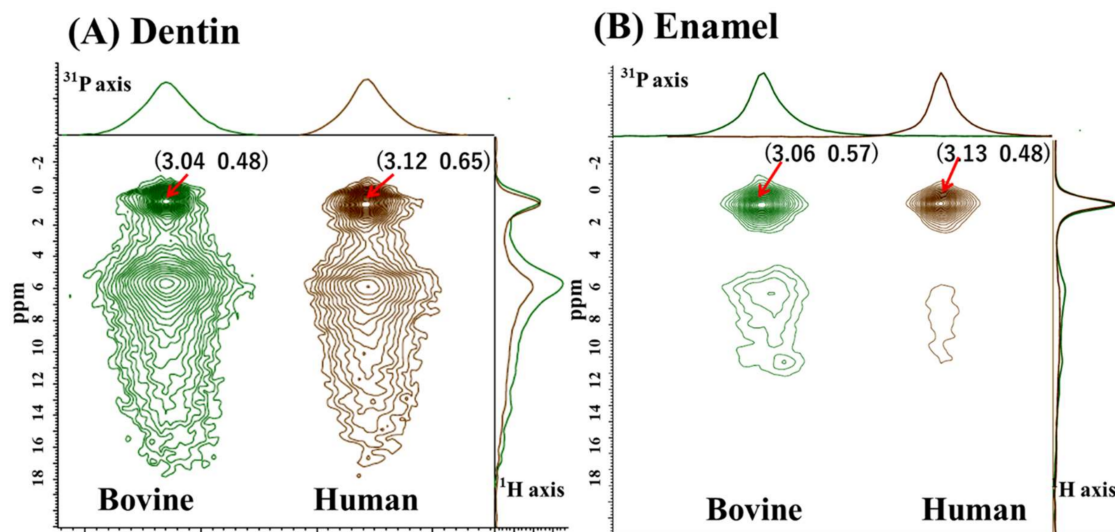 (A) Dentin
³¹P axis
(3.04 0.48)
(3.12 0.65)
-2
0
2
4
6
8
10
12
14
16
18
ppm
Bovine
Human
¹H axis
(B) Enamel
³¹P axis
(3.06 0.57)
(3.13 0.48)
-2
0
2
4
6
8
10
12
14
16
18
ppm
Bovine
Human
H axis